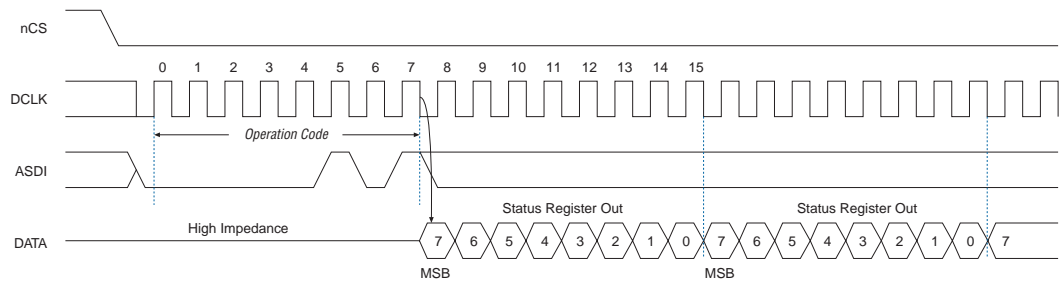 nCS
0 1 2 3 4 5 6 7 8 9 10 11 12 13 14 15
DCLK
Operation Code
ASDI
Status Register Out Status Register Out
High Impedance
DATA 7 6 5 4 3 2 1 0 7 6 5 4 3 2 1 0 7
MSB MSB